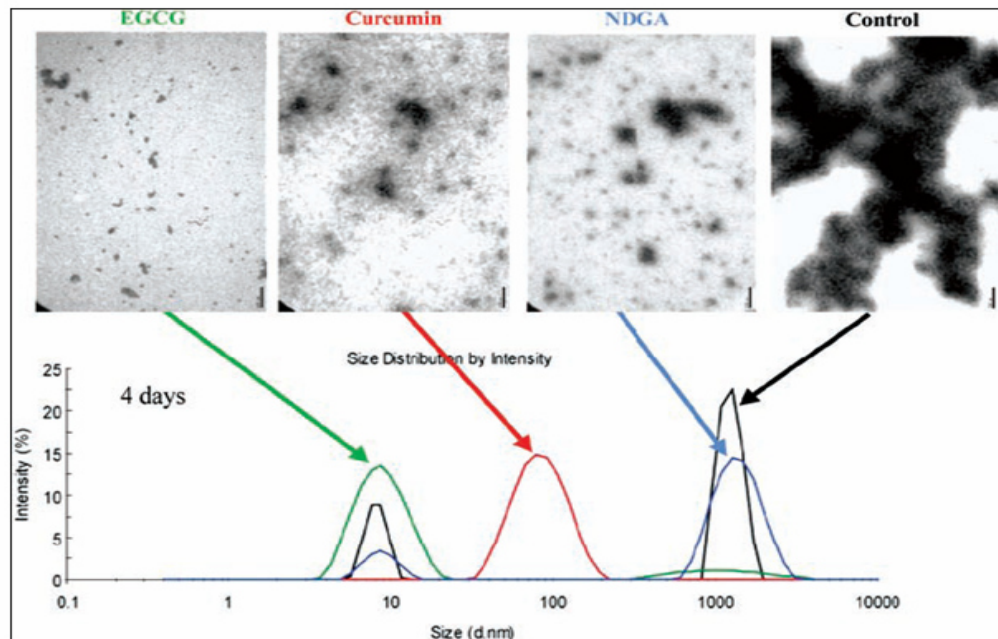 EGCG Curcumin NDGA Control
Size Distribution by Intensity
4 days
25
20
15
10
5
0
Intensity (%)
0.1 1 10 100 1000 10000
Size (d.nm)